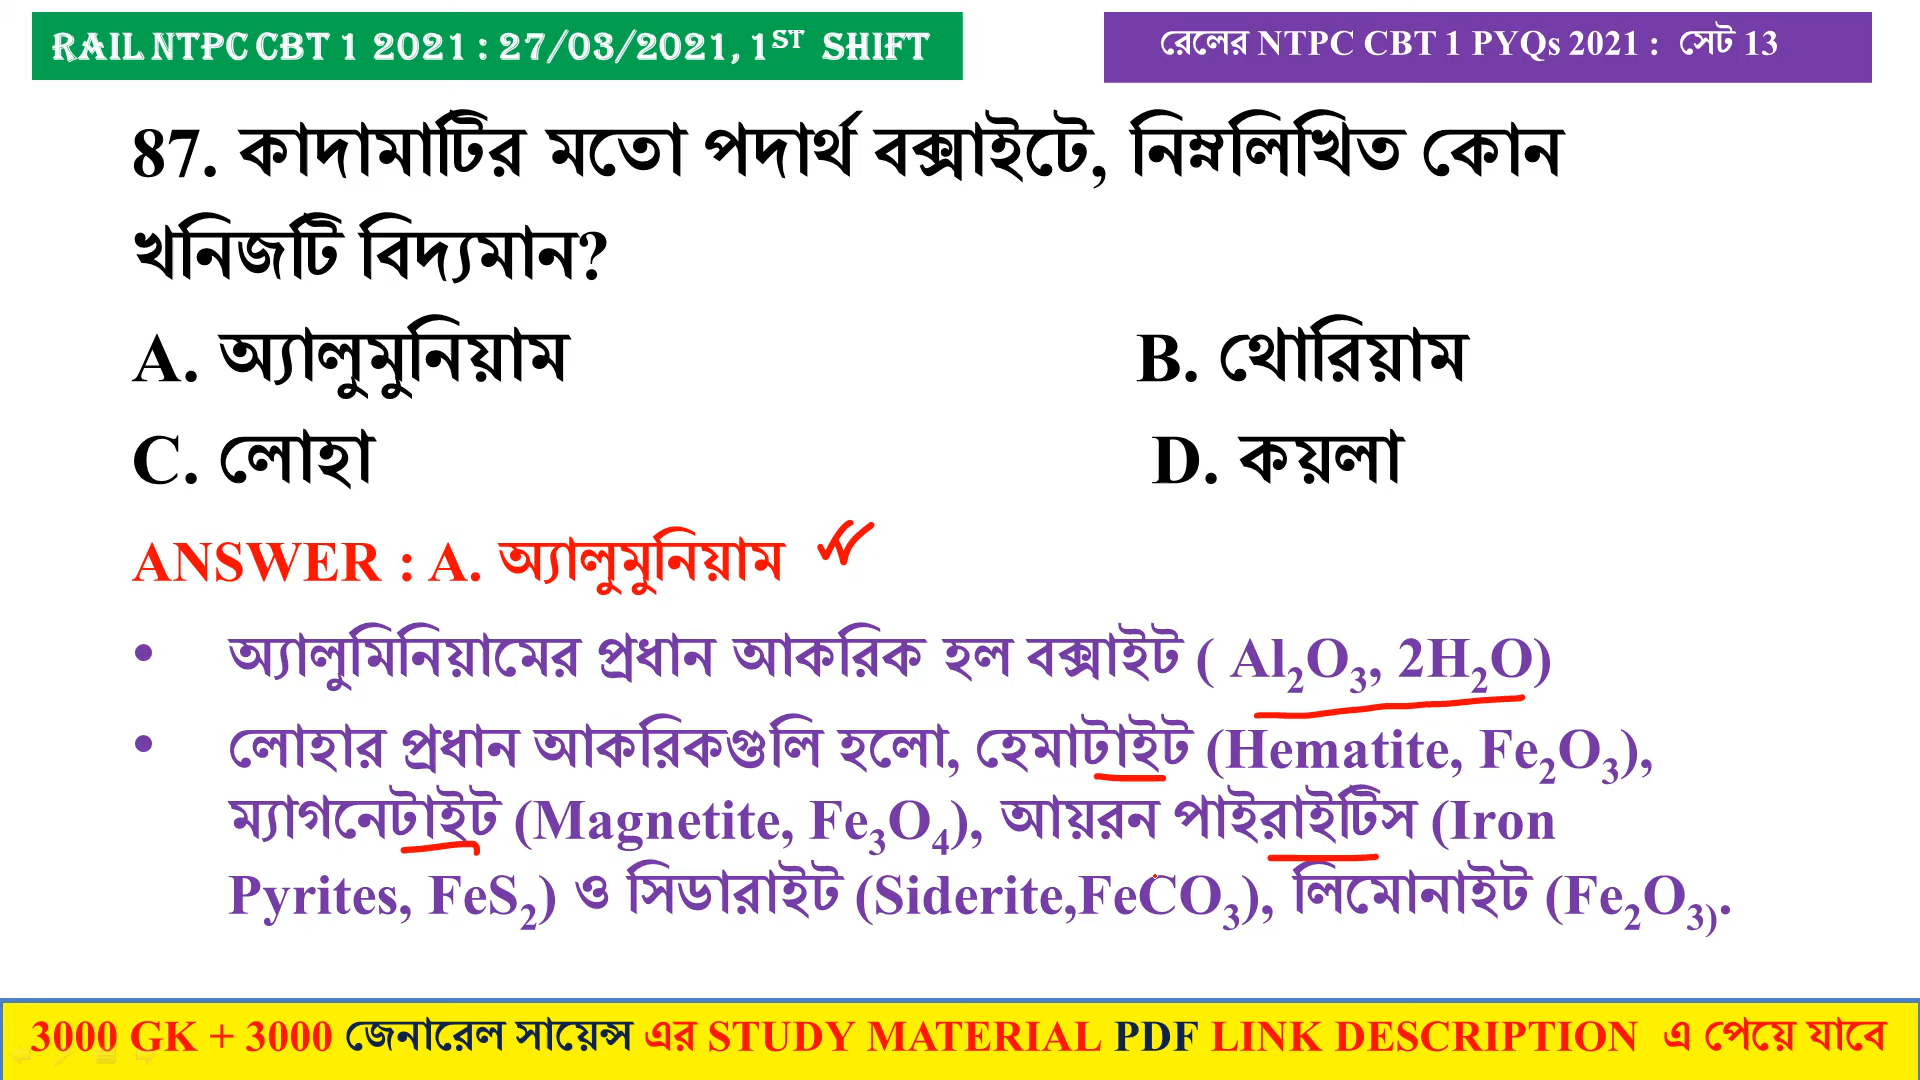 RAIL NTPC CBT 1 2021 : 27/03/2021, 1ST SHIFT
রেলের NTPC CBT 1 PYQs 2021 : সেট 13
87. কাদামাটির মতো পদার্থ বক্সাইটে, নিম্নলিখিত কোন
খনিজটি বিদ্যমান?
A. অ্যালুমুনিয়াম B. থোরিয়াম
C. লোহা D. কয়লা
ANSWER : A. অ্যালুমুনিয়াম
• অ্যালুমিনিয়ামের প্রধান আকরিক হল বক্সাইট ( Al2O3, 2H2O)
• লোহার প্রধান আকরিকগুলি হলো, হেমাটাইট (Hematite, Fe2O3),
ম্যাগনেটাইট (Magnetite, Fe3O4), আয়রন পাইরাইটিস (Iron
Pyrites, FeS2) ও সিডারাইট (Siderite,FeCO3), লিমোনাইট (Fe2O3).
3000 GK + 3000 জেনারেল সায়েন্স এর STUDY MATERIAL PDF LINK DESCRIPTION এ পেয়ে যাবে